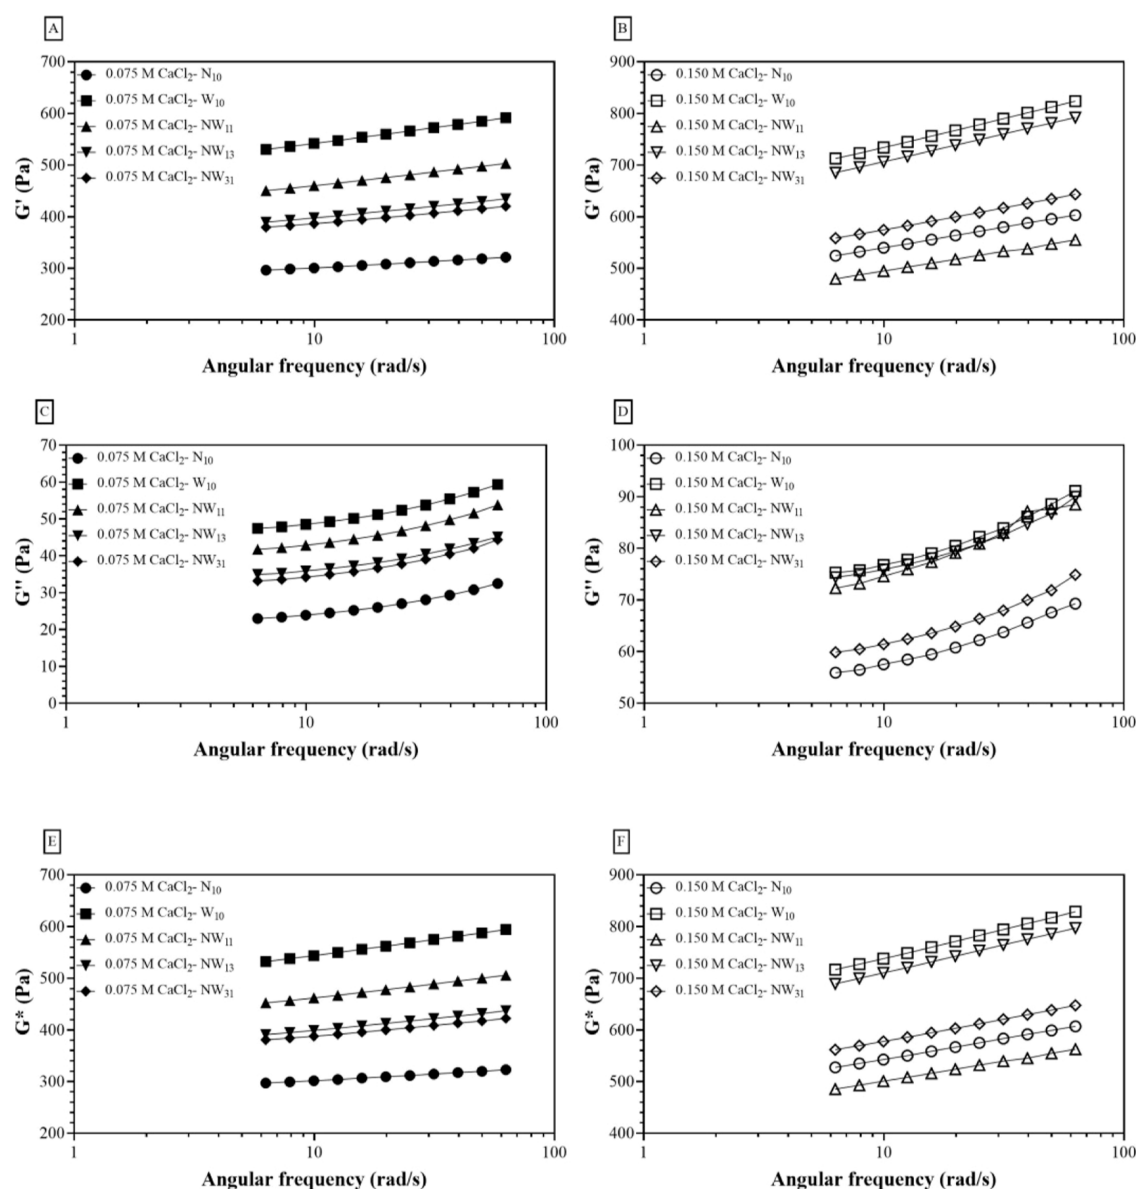 A
700
600
500
400
300
200
G' (Pa)
0.075 M CaCl₂- N₁₀
0.075 M CaCl₂- W₁₀
0.075 M CaCl₂- NW₁₁
0.075 M CaCl₂- NW₁₃
0.075 M CaCl₂- NW₃₁
1 10 100
Angular frequency (rad/s)
B
900
800
700
600
500
400
G' (Pa)
0.150 M CaCl₂- N₁₀
0.150 M CaCl₂- W₁₀
0.150 M CaCl₂- NW₁₁
0.150 M CaCl₂- NW₁₃
0.150 M CaCl₂- NW₃₁
1 10 100
Angular frequency (rad/s)
C
70
60
50
40
30
20
10
0
G'' (Pa)
0.075 M CaCl₂- N₁₀
0.075 M CaCl₂- W₁₀
0.075 M CaCl₂- NW₁₁
0.075 M CaCl₂- NW₁₃
0.075 M CaCl₂- NW₃₁
1 10 100
Angular frequency (rad/s)
D
100
90
80
70
60
50
G'' (Pa)
0.150 M CaCl₂- N₁₀
0.150 M CaCl₂- W₁₀
0.150 M CaCl₂- NW₁₁
0.150 M CaCl₂- NW₁₃
0.150 M CaCl₂- NW₃₁
1 10 100
Angular frequency (rad/s)
E
700
600
500
400
300
200
G* (Pa)
0.075 M CaCl₂- N₁₀
0.075 M CaCl₂- W₁₀
0.075 M CaCl₂- NW₁₁
0.075 M CaCl₂- NW₁₃
0.075 M CaCl₂- NW₃₁
1 10 100
Angular frequency (rad/s)
F
900
800
700
600
500
400
G* (Pa)
0.150 M CaCl₂- N₁₀
0.150 M CaCl₂- W₁₀
0.150 M CaCl₂- NW₁₁
0.150 M CaCl₂- NW₁₃
0.150 M CaCl₂- NW₃₁
1 10 100
Angular frequency (rad/s)